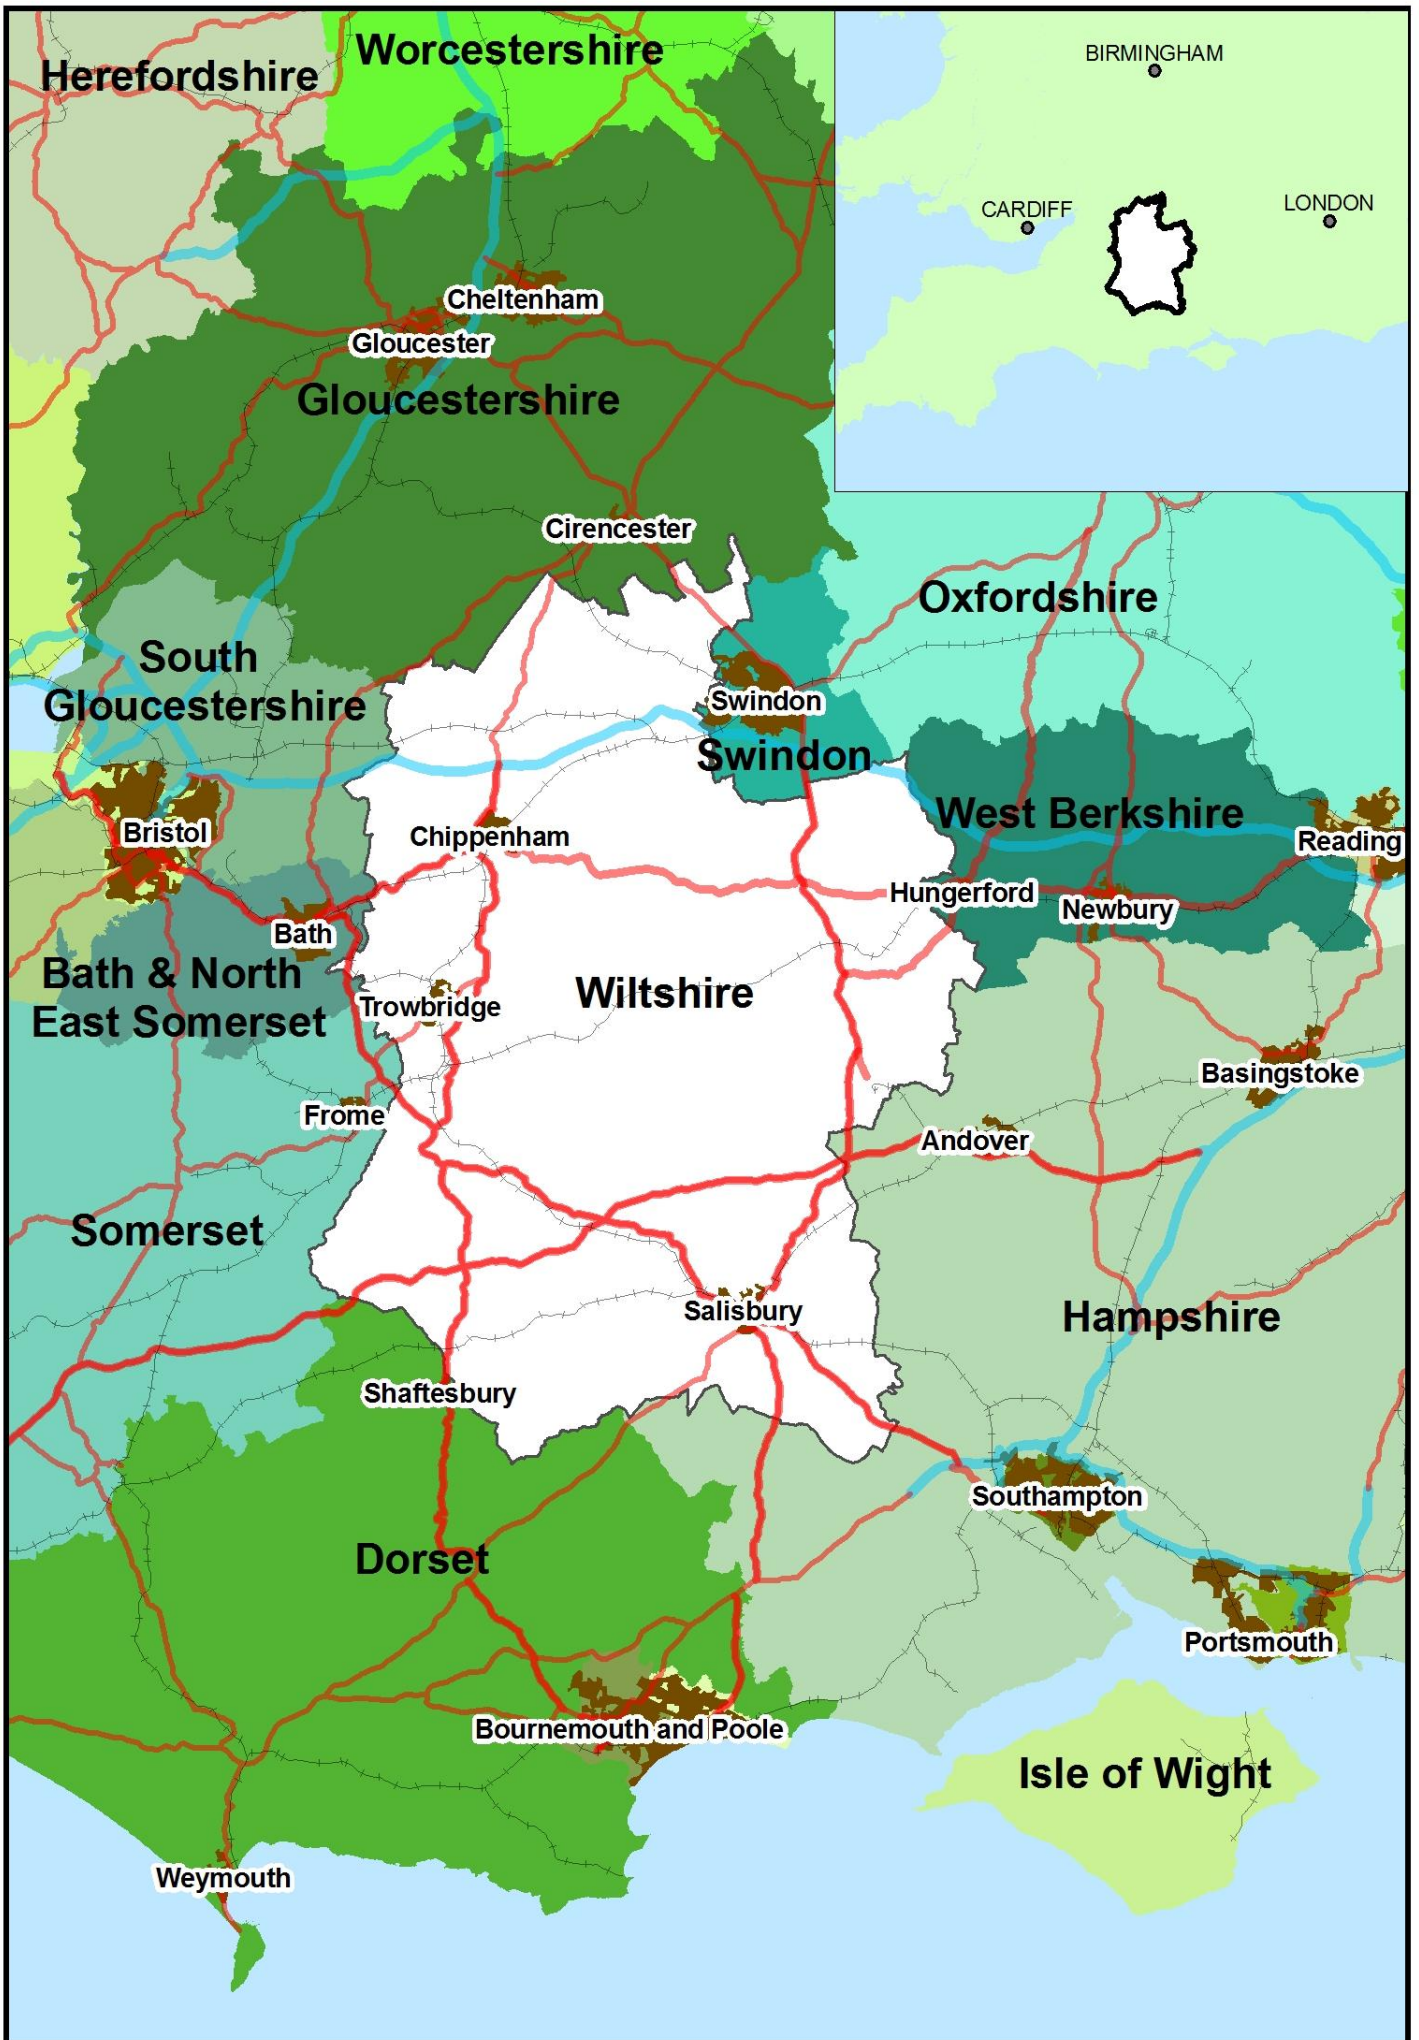 Worcestershire
Herefordshire
BIRMINGHAM
CARDIFF
LONDON
Cheltenham
Gloucester
Gloucestershire
Cirencester
Oxfordshire
South
Gloucestershire
Swindon
Swindon
West Berkshire
Bristol
Chippenham
Reading
Hungerford
Newbury
Bath
Bath & North
East Somerset
Wiltshire
Trowbridge
Basingstoke
Frome
Andover
Somerset
Salisbury
Hampshire
Shaftesbury
Southampton
Dorset
Portsmouth
Bournemouth and Poole
Isle of Wight
Weymouth